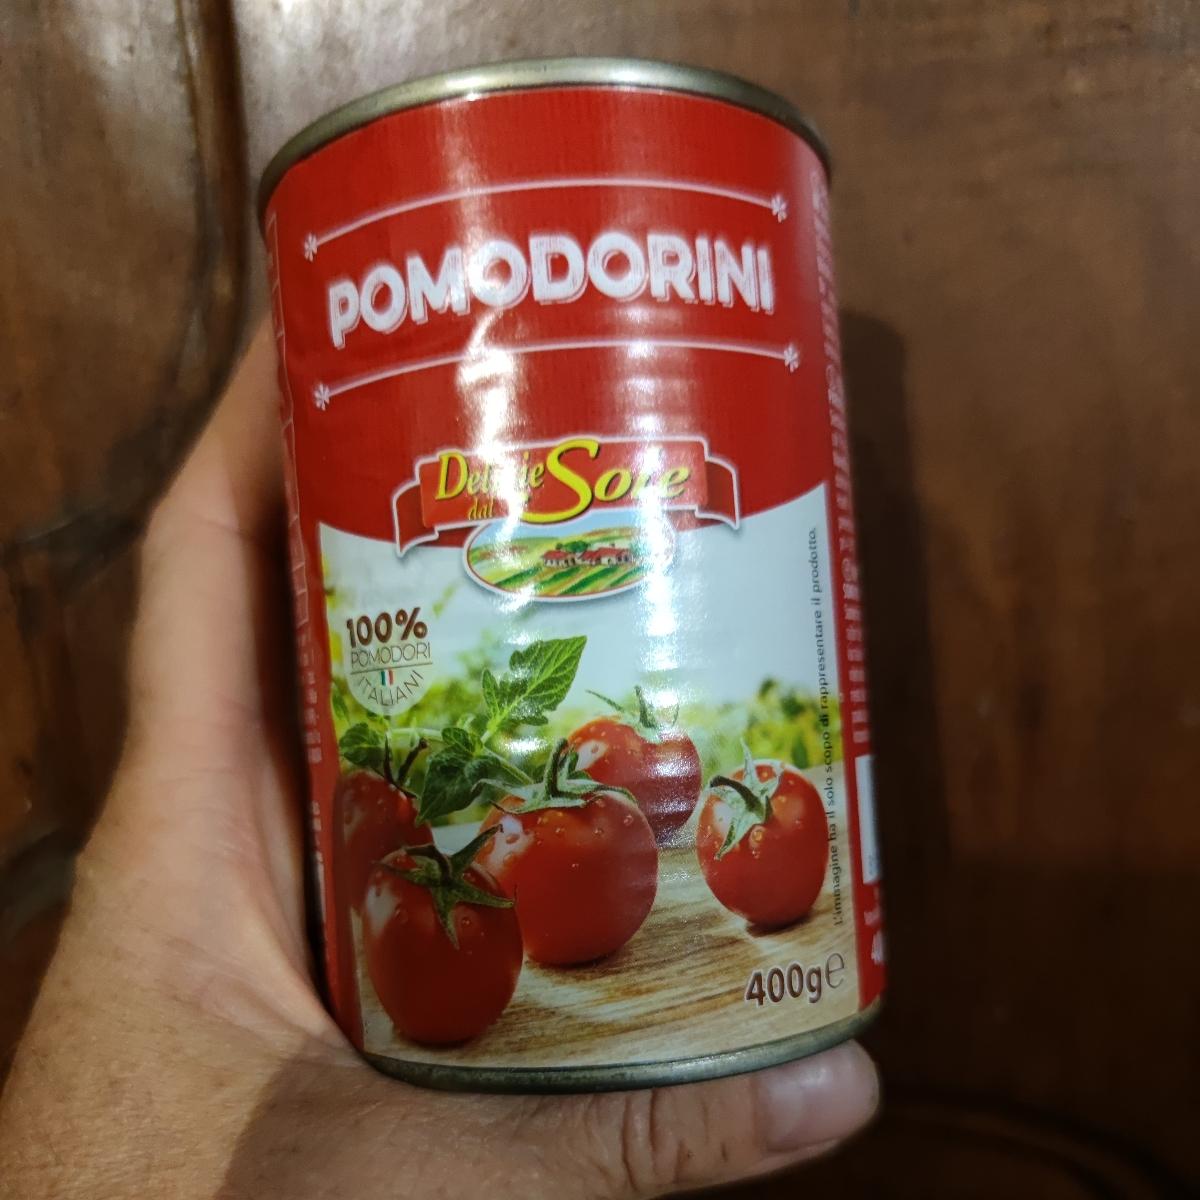 POMODORINI
Delizie
dal Sole
100%
POMODORI
ITALIANI
L'immagine ha il solo scopo di rappresentare il prodotto.
400g e